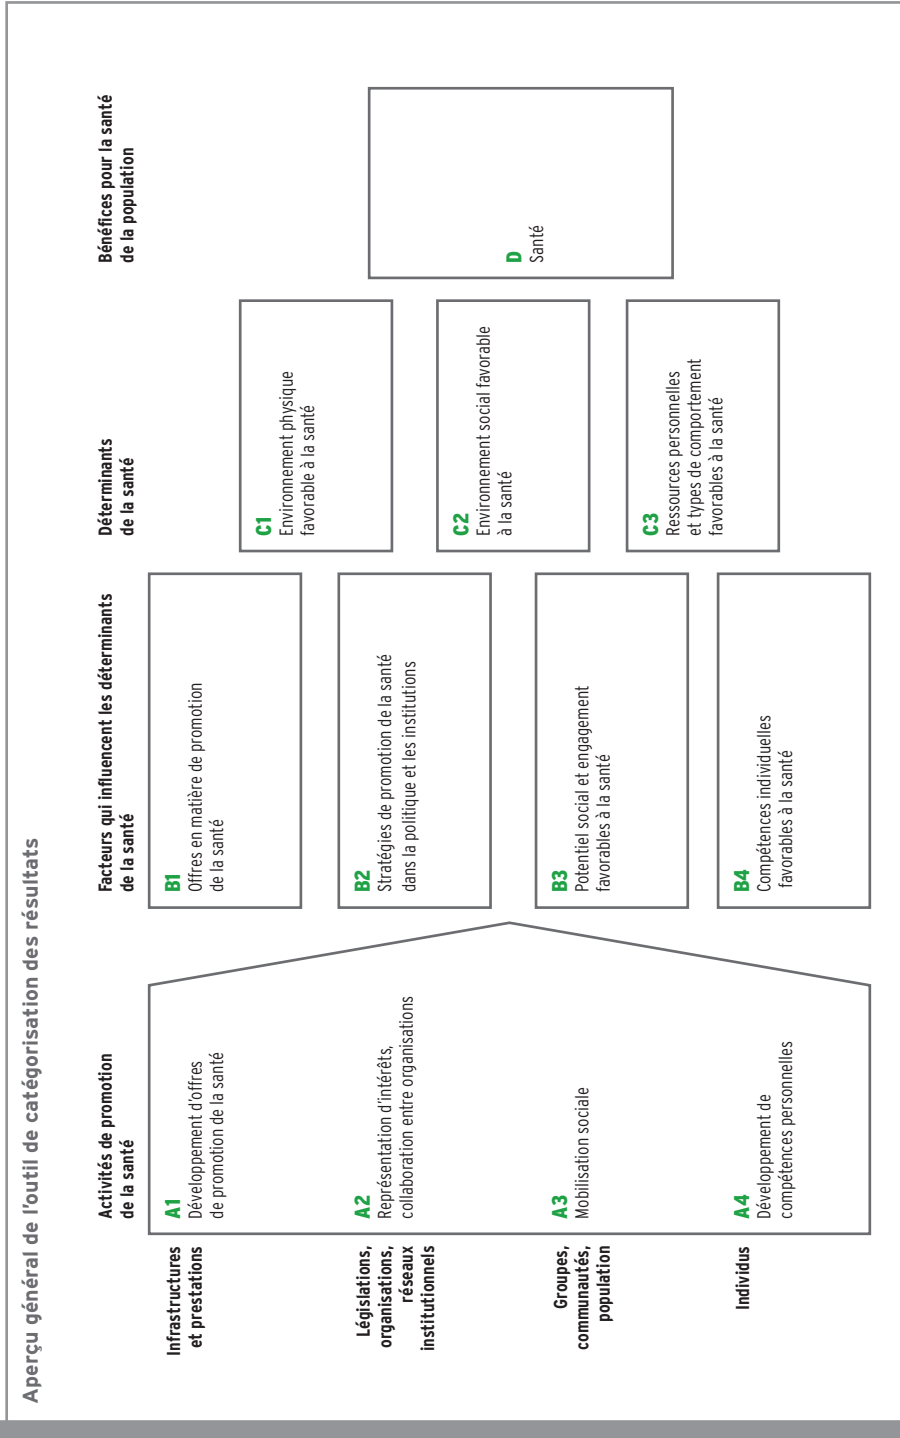 Aperçu général de l'outil de catégorisation des résultats
Activités de promotion
de la santé
Facteurs qui influencent les déterminants
de la santé
Déterminants
de la santé
Bénéfices pour la santé
de la population
Infrastructures
et prestations
A1
Développement d'offres
de promotion de la santé
B1
Offres en matière de promotion
de la santé
C1
Environnement physique
favorable à la santé
Législations,
organisations,
réseaux
institutionnels
A2
Représentation d'intérêts,
collaboration entre organisations
B2
Stratégies de promotion de la santé
dans la politique et les institutions
C2
Environnement social favorable
à la santé
D
Santé
Groupes,
communautés,
population
A3
Mobilisation sociale
B3
Potentiel social et engagement
favorables à la santé
C3
Ressources personnelles
et types de comportement
favorables à la santé
Individus
A4
Développement de
compétences personnelles
B4
Compétences individuelles
favorables à la santé